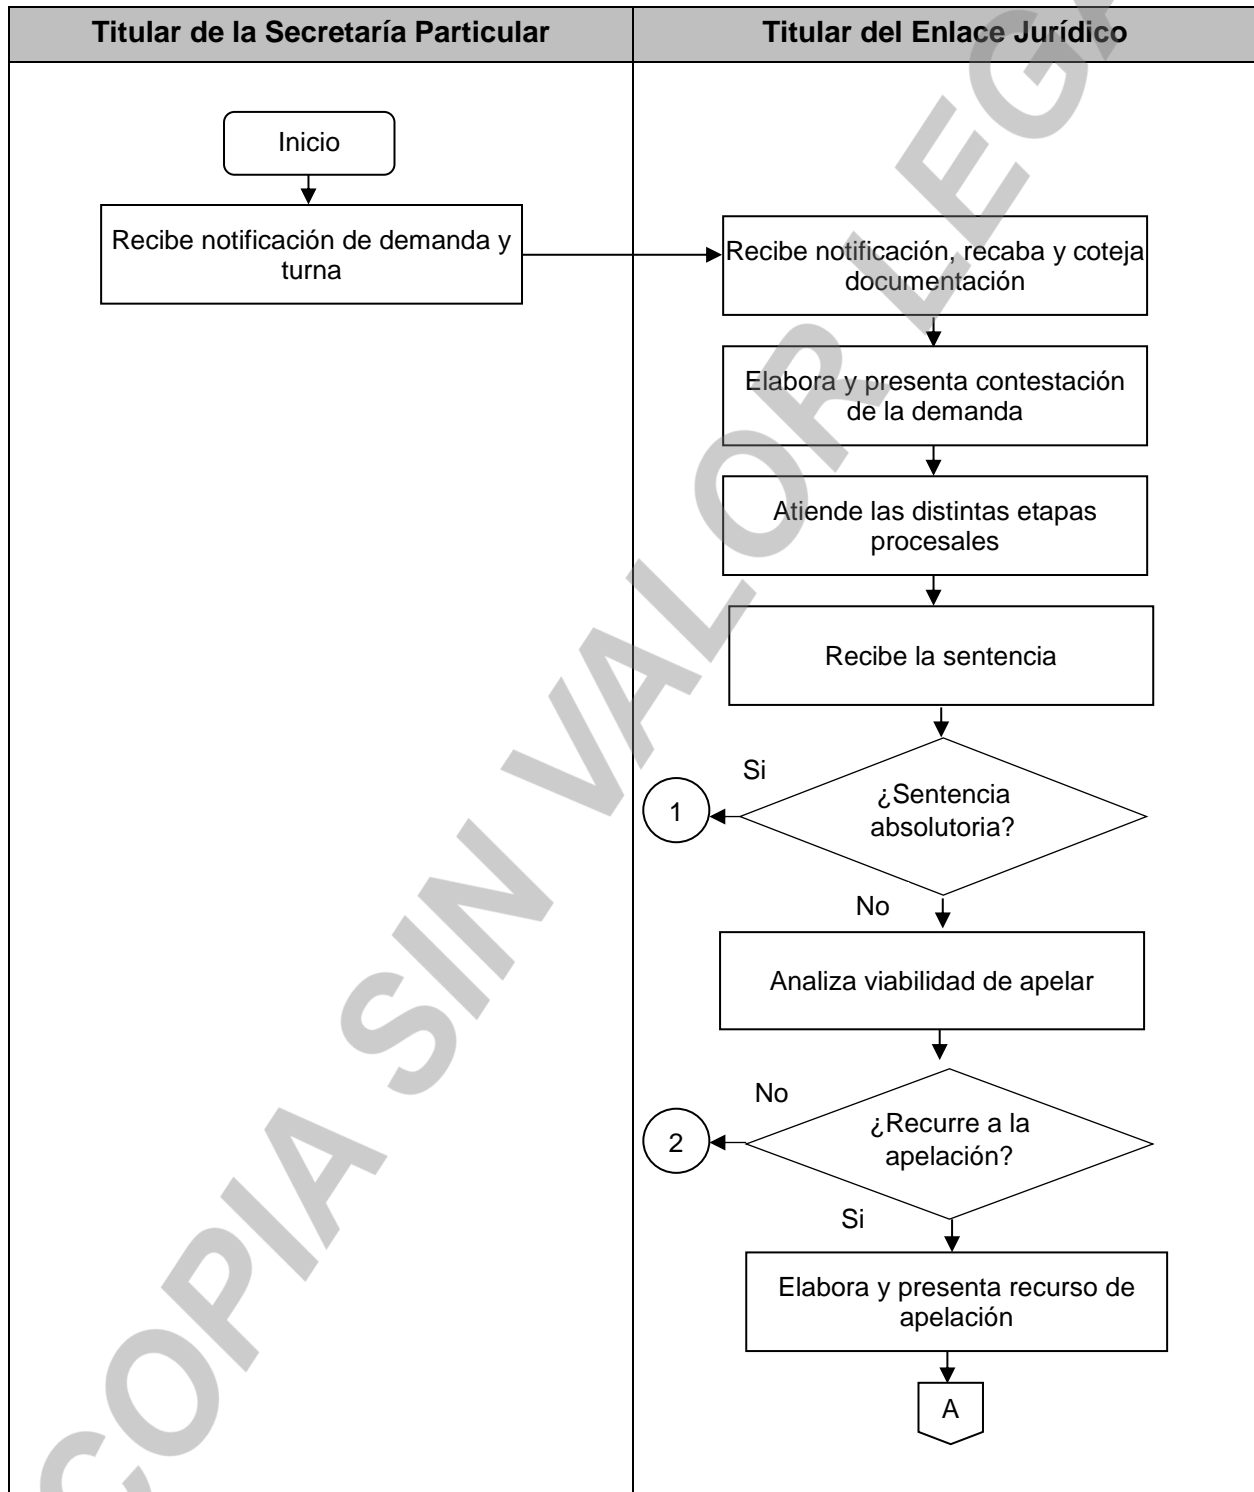 Titular de la Secretaría Particular
Titular del Enlace Jurídico
Inicio
Recibe notificación de demanda y
turna
Recibe notificación, recaba y coteja
documentación
Elabora y presenta contestación
de la demanda
Atiende las distintas etapas
procesales
Recibe la sentencia
Si
¿Sentencia
absolutoria?
1
No
Analiza viabilidad de apelar
No
¿Recurre a la
apelación?
2
Si
Elabora y presenta recurso de
apelación
A
COPIA SIN VALOR LEGA